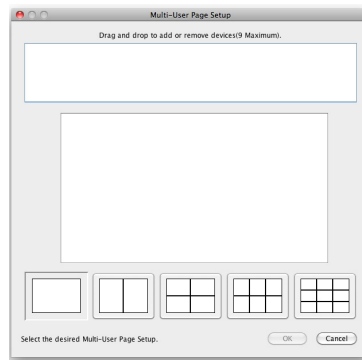 Multi-User Page Setup
Drag and drop to add or remove devices(9 Maximum).
Select the desired Multi-User Page Setup.
OK
Cancel